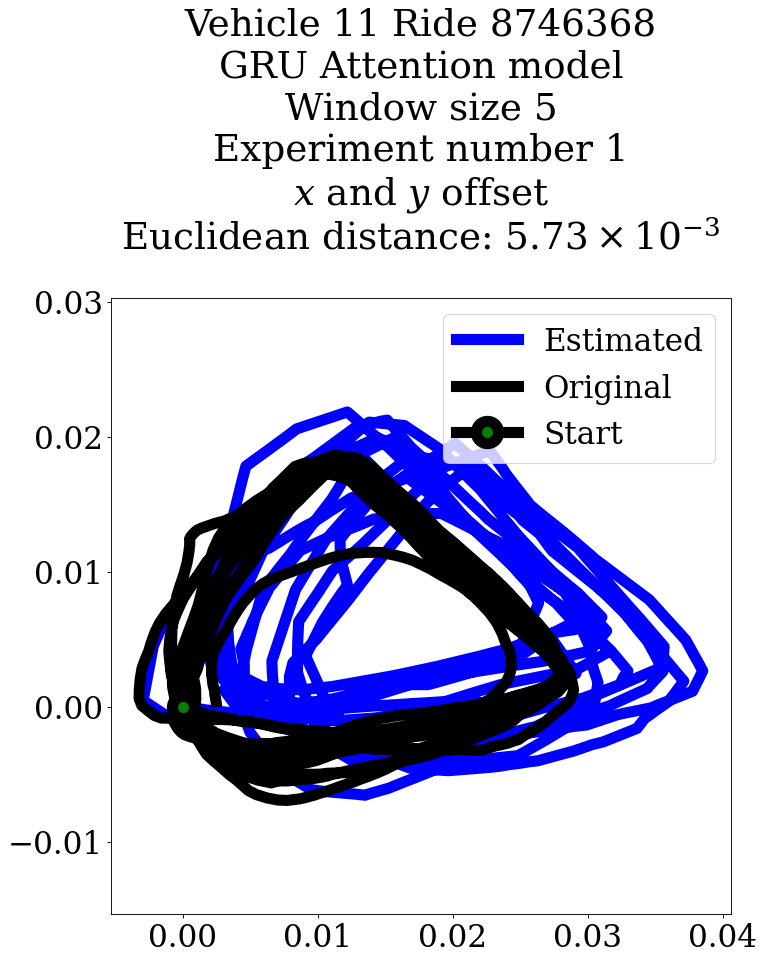 Vehicle 11 Ride 8746368
GRU Attention model
Window size 5
Experiment number 1
x and y offset
Euclidean distance: 5.73 × 10⁻³
0.03
0.02
0.01
0.00
−0.01
Estimated
Original
Start
0.00 0.01 0.02 0.03 0.04